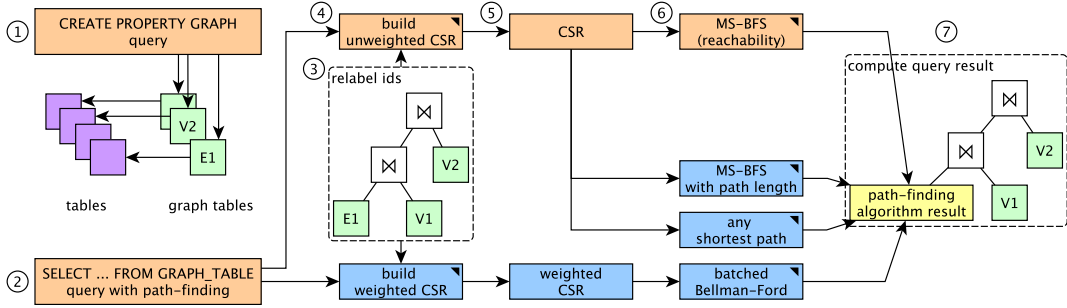 1
CREATE PROPERTY GRAPH
query
V2
E1
tables
graph tables
2
SELECT ... FROM GRAPH_TABLE
query with path-finding
3
relabel ids
⋈
⋈
V2
E1
V1
4
build
unweighted CSR
build
weighted CSR
5
CSR
weighted
CSR
6
MS-BFS
(reachability)
MS-BFS
with path length
any
shortest path
batched
Bellman-Ford
7
compute query result
⋈
⋈
V2
path-finding
algorithm result
V1